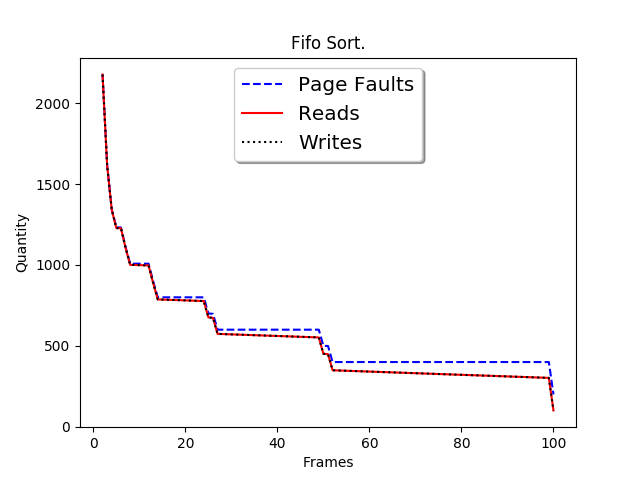 Fifo Sort.
Page Faults
Reads
Writes
2000
1500
1000
500
0
Quantity
0 20 40 60 80 100
Frames